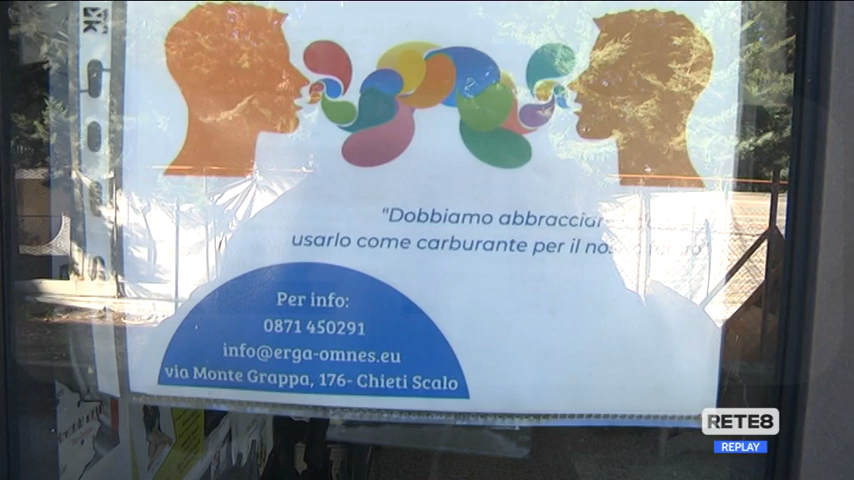 "Dobbiamo abbracciar
usarlo come carburante per il
Per info:
0871 450291
info@erga-omnes.eu
via Monte Grappa, 176- Chieti Scalo
RETE8
REPLAY